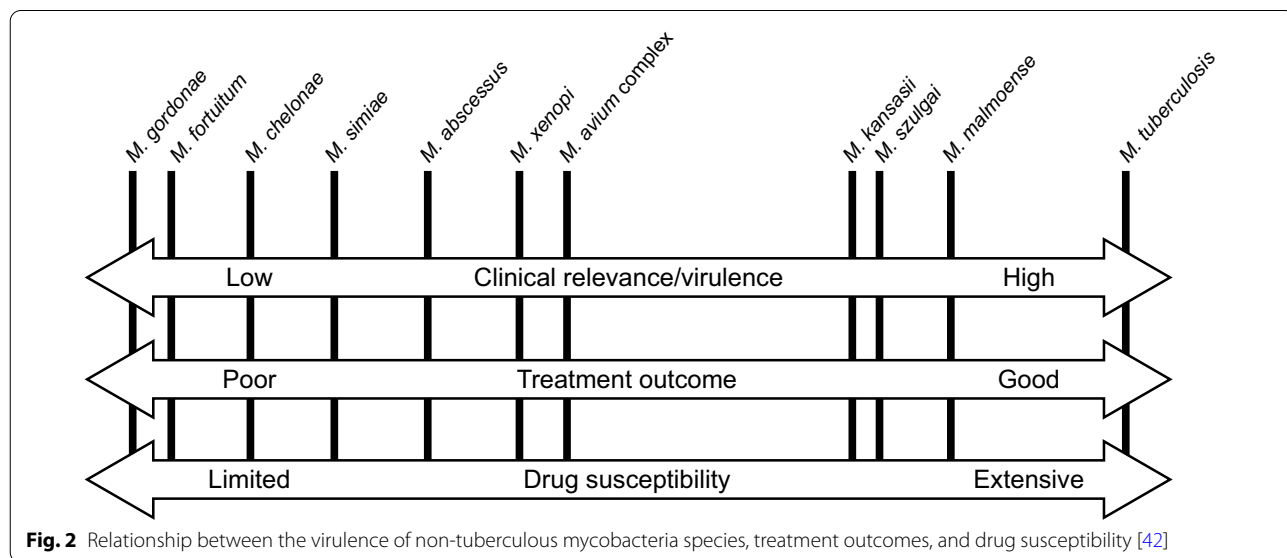 M. gordonae
M. fortuitum
M. chelonae
M. simiae
M. abscessus
M. xenopi
M. avium complex
M. kansasii
M. szulgai
M. malmoense
M. tuberculosis
Low Clinical relevance/virulence High
Poor Treatment outcome Good
Limited Drug susceptibility Extensive
Fig. 2 Relationship between the virulence of non-tuberculous mycobacteria species, treatment outcomes, and drug susceptibility [42]